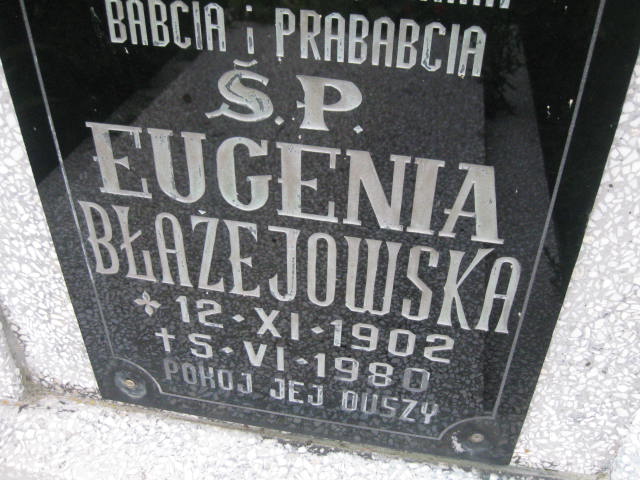 BABCIA i PRABABCIA
Ś.P.
EUGENIA
BŁAŻEJOWSKA
12·XI·1902
†5·VI·1980
POKÓJ JEJ DUSZY